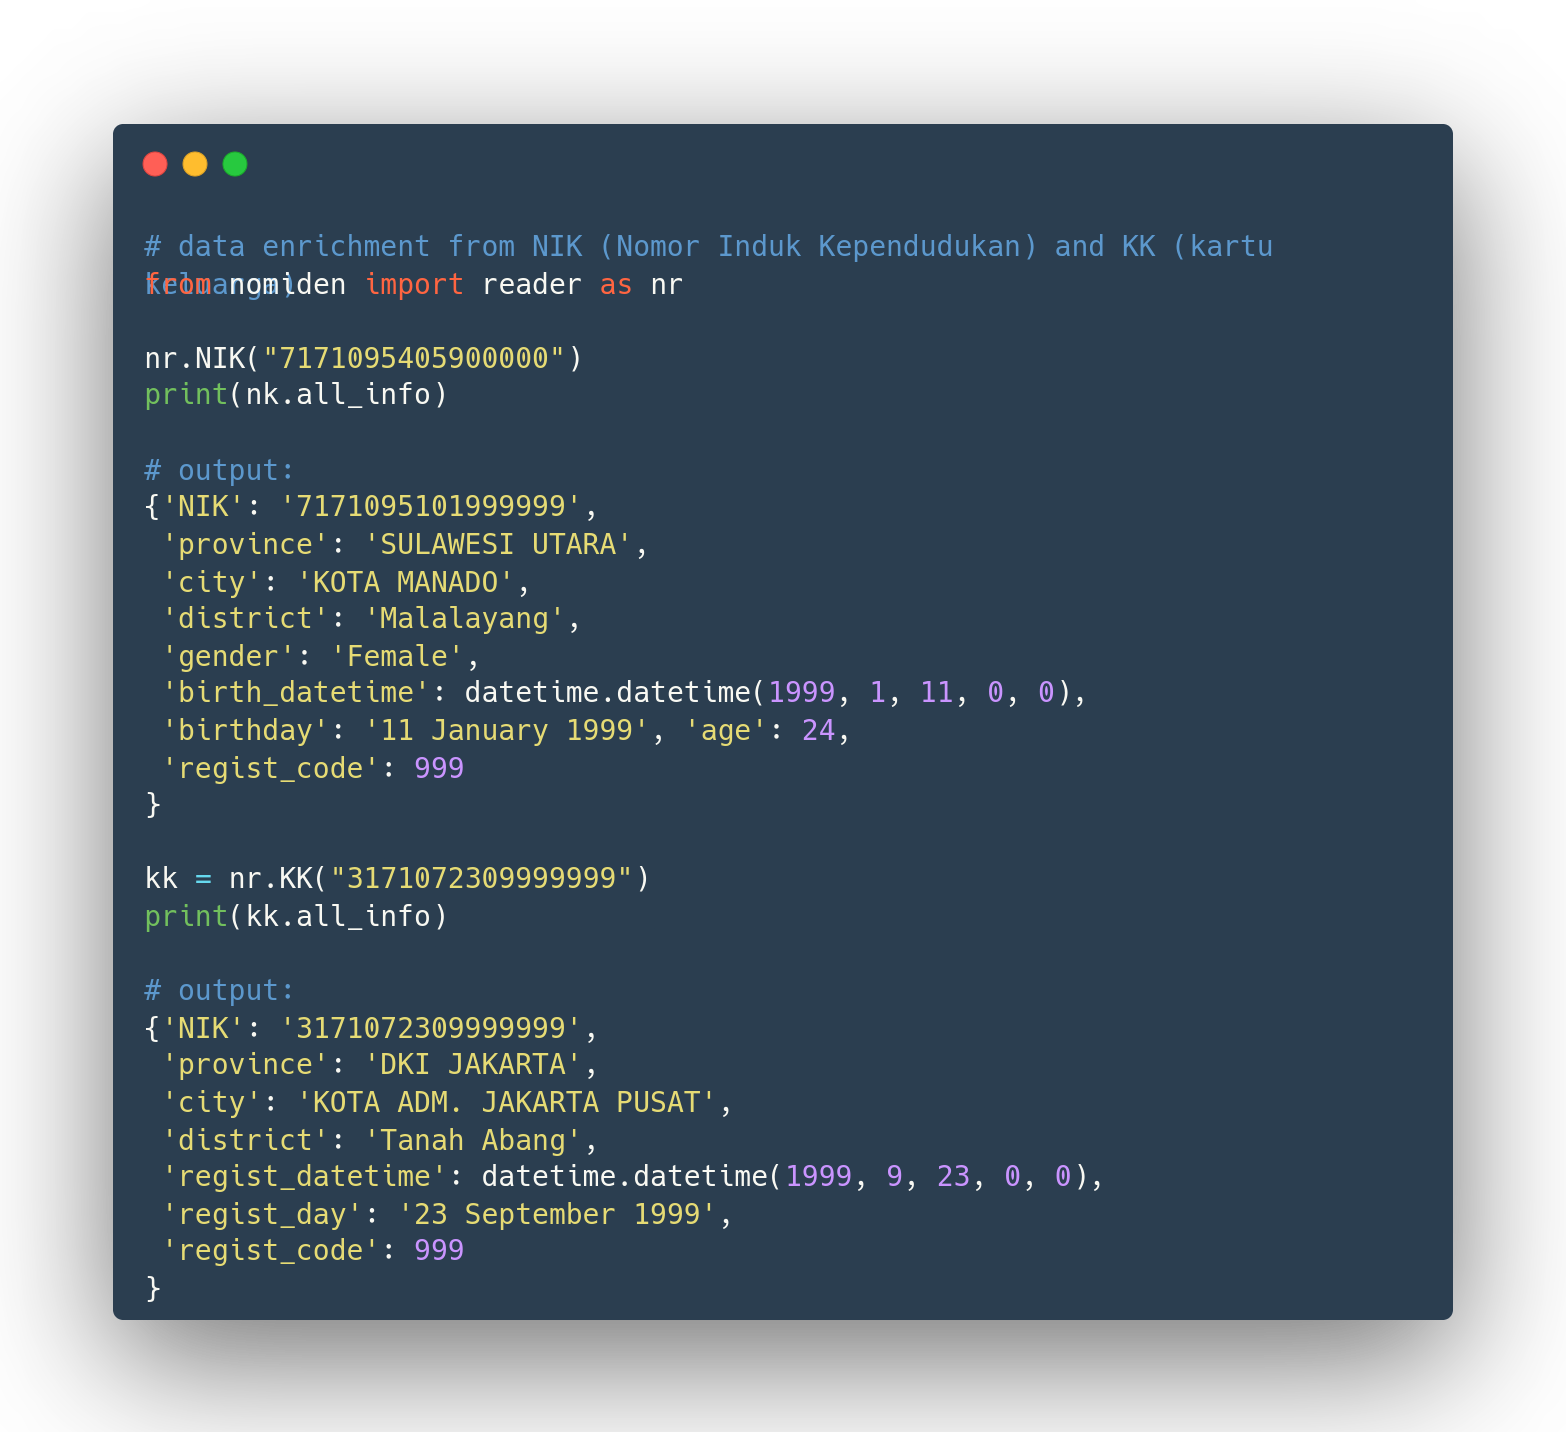 # data enrichment from NIK (Nomor Induk Kependudukan) and KK (kartu
keluarga)
from nomiden import reader as nr
nr.NIK("7171095405900000")
print(nk.all_info)
# output:
{'NIK': '7171095101999999',
'province': 'SULAWESI UTARA',
'city': 'KOTA MANADO',
'district': 'Malalayang',
'gender': 'Female',
'birth_datetime': datetime.datetime(1999, 1, 11, 0, 0),
'birthday': '11 January 1999', 'age': 24,
'regist_code': 999
}
kk = nr.KK("3171072309999999")
print(kk.all_info)
# output:
{'NIK': '3171072309999999',
'province': 'DKI JAKARTA',
'city': 'KOTA ADM. JAKARTA PUSAT',
'district': 'Tanah Abang',
'regist_datetime': datetime.datetime(1999, 9, 23, 0, 0),
'regist_day': '23 September 1999',
'regist_code': 999
}